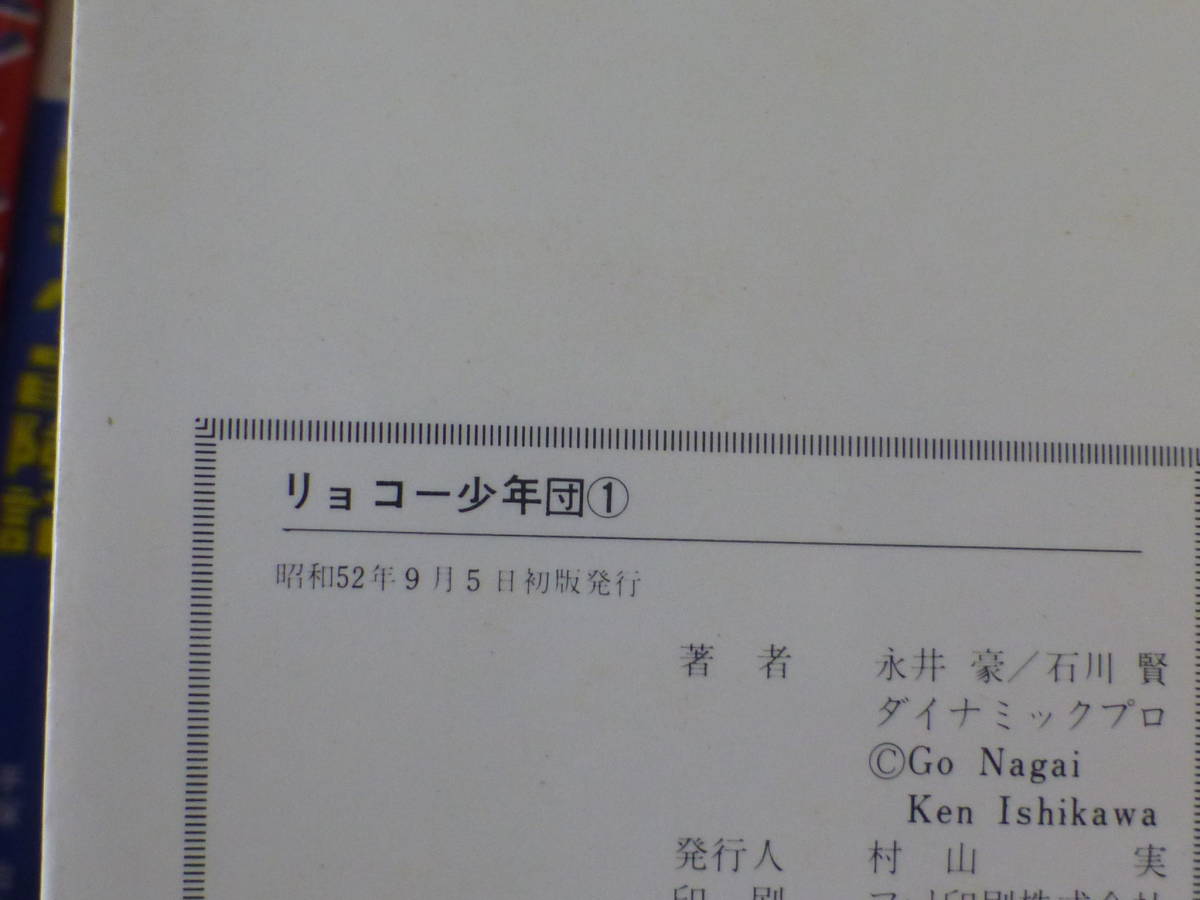 リョコー少年団①
昭和52年9月5日初版発行
著者 永井豪／石川賢
ダイナミックプロ
©Go Nagai
Ken Ishikawa
発行人 村山実
印刷